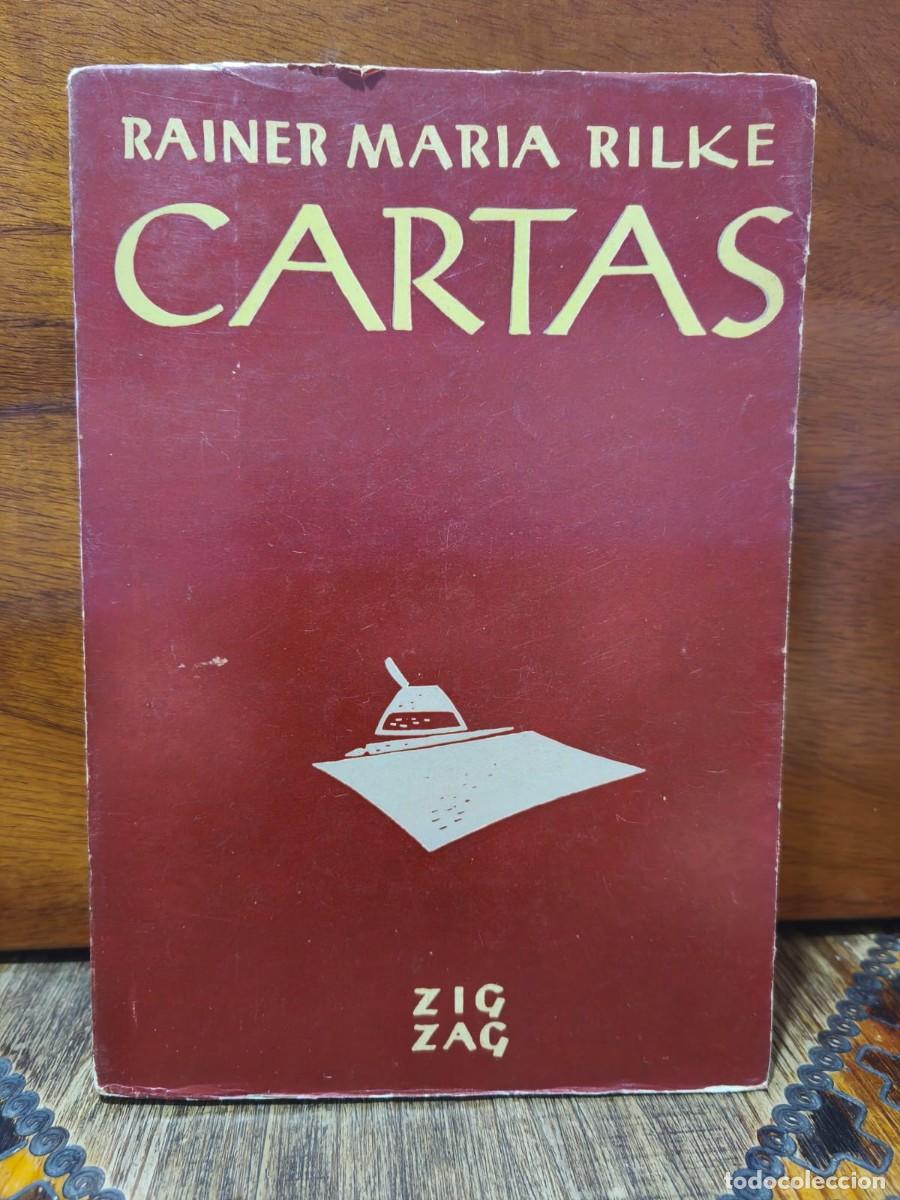 RAINER MARIA RILKE
CARTAS
ZIG
ZAG
todocoleccion